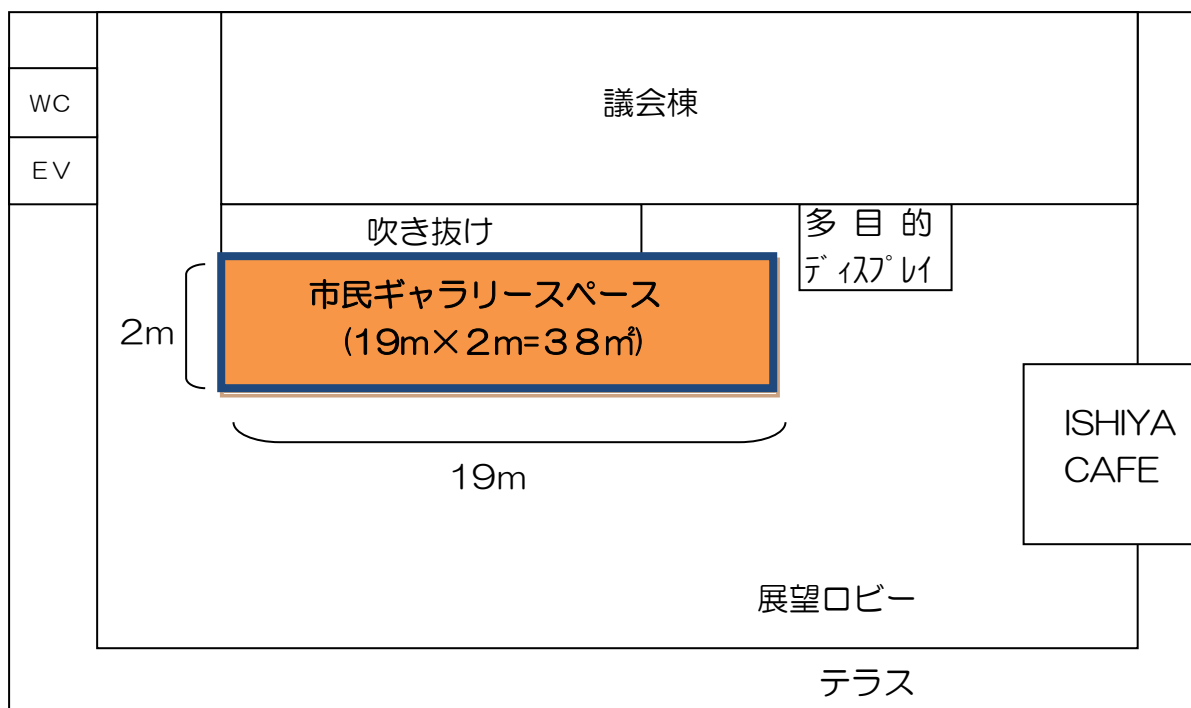 議会棟
WC
EV
吹き抜け
多目的
ディスプレイ
市民ギャラリースペース
(19m×2m=38㎡)
2m
19m
ISHIYA
CAFE
展望ロビー
テラス